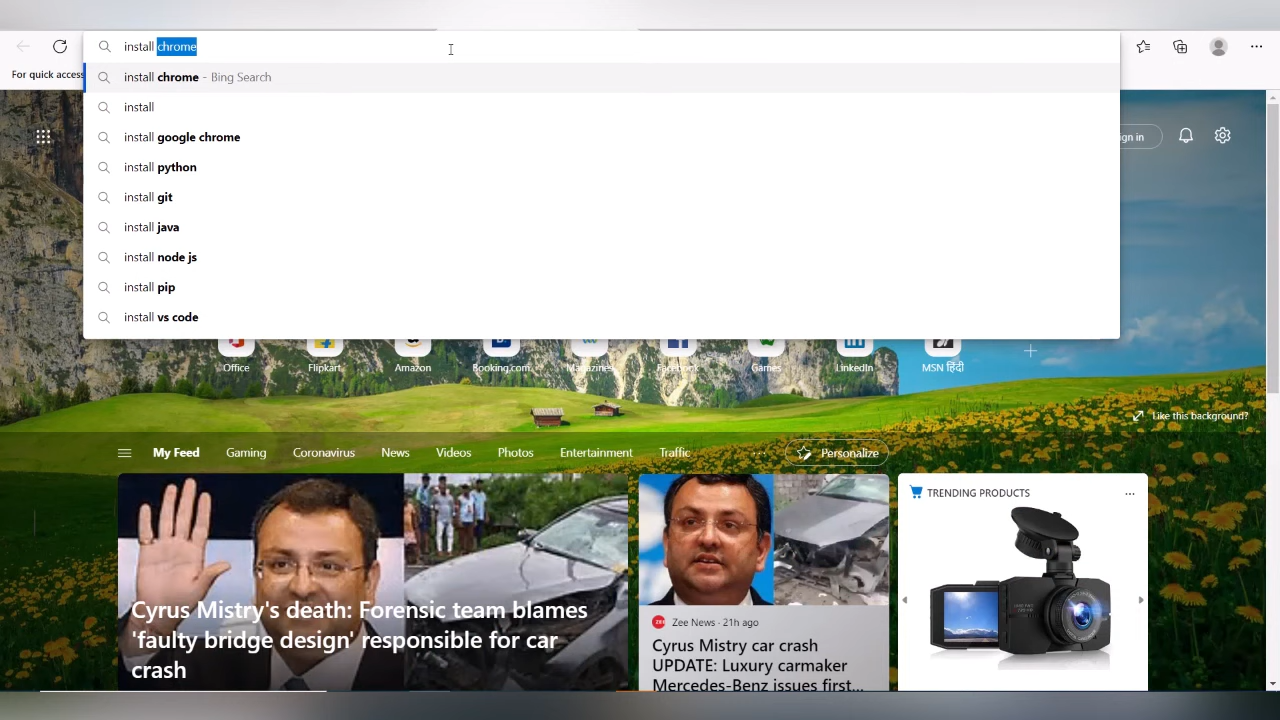 install chrome
For quick access
install chrome - Bing Search
install
install google chrome
install python
install git
install java
install node js
install pip
install vs code
gn in
Office
Flipkart
Amazon
Booking.com
Magazines
Facebook
Games
LinkedIn
MSN हिंदी
Like this background?
My Feed
Gaming
Coronavirus
News
Videos
Photos
Entertainment
Traffic
...
Personalize
TRENDING PRODUCTS
Cyrus Mistry's death: Forensic team blames
'faulty bridge design' responsible for car
crash
Zee News · 21h ago
Cyrus Mistry car crash
UPDATE: Luxury carmaker
Mercedes-Benz issues first...